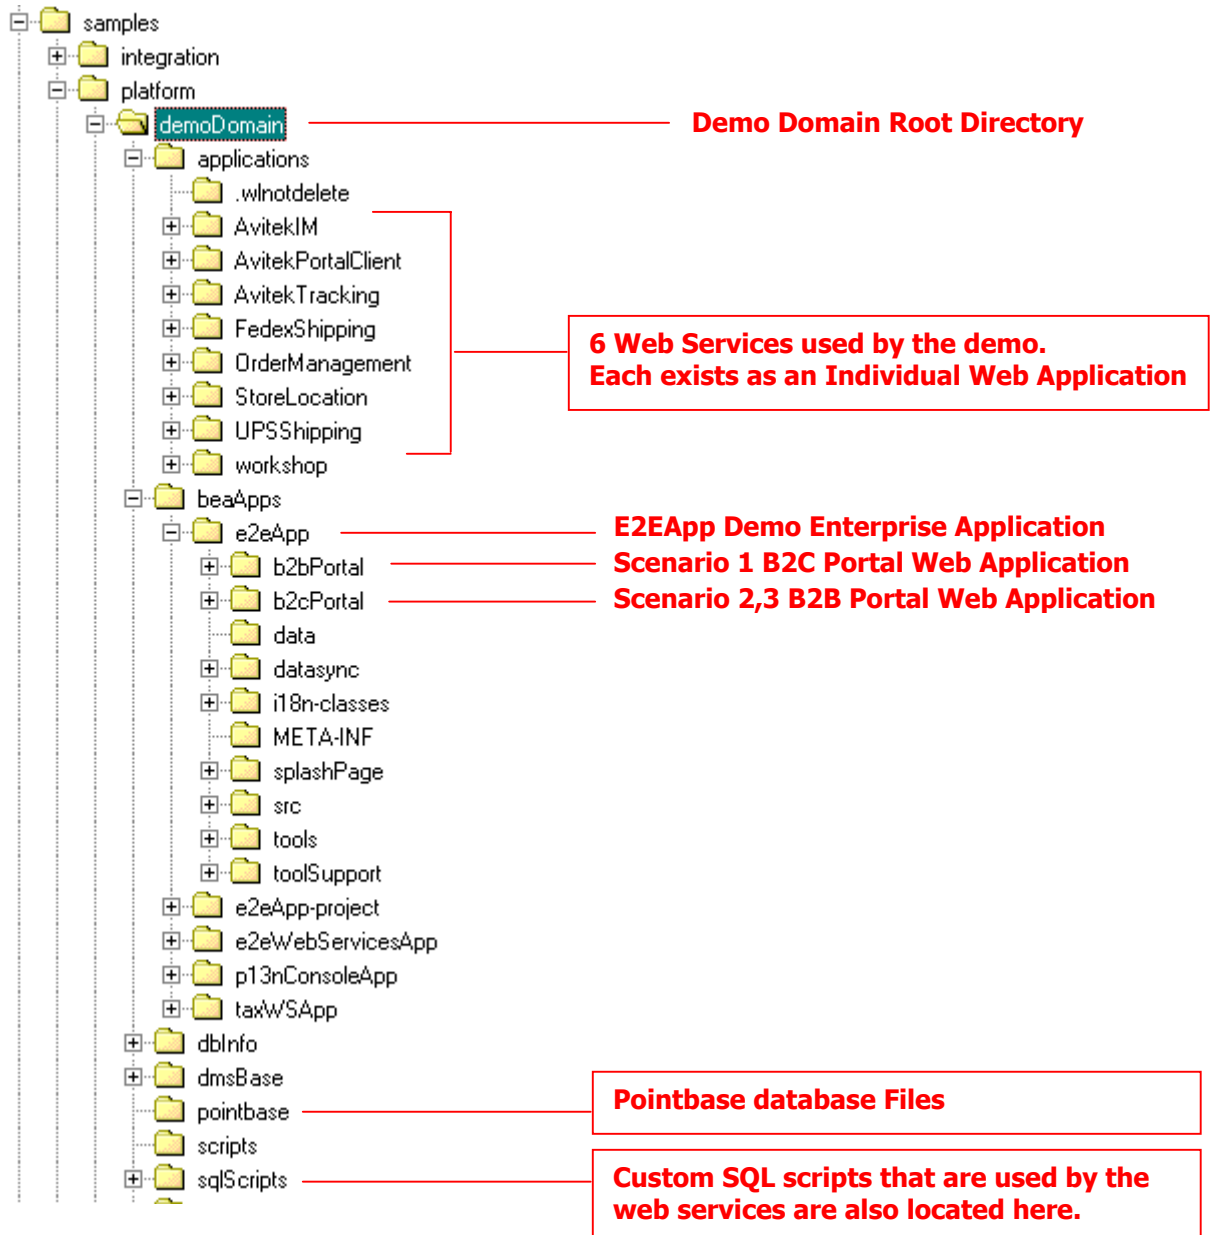 samples
integration
platform
demoDomain
Demo Domain Root Directory
applications
.wlnotdelete
AvitekIM
AvitekPortalClient
AvitekTracking
FedexShipping
OrderManagement
StoreLocation
UPSShipping
workshop
6 Web Services used by the demo.
Each exists as an Individual Web Application
beaApps
e2eApp
E2EApp Demo Enterprise Application
b2bPortal
Scenario 1 B2C Portal Web Application
b2cPortal
Scenario 2,3 B2B Portal Web Application
data
datasync
i18n-classes
META-INF
splashPage
src
tools
toolSupport
e2eApp-project
e2eWebServicesApp
p13nConsoleApp
taxWSApp
dbInfo
dmsBase
pointbase
Pointbase database Files
scripts
sqlScripts
Custom SQL scripts that are used by the
web services are also located here.